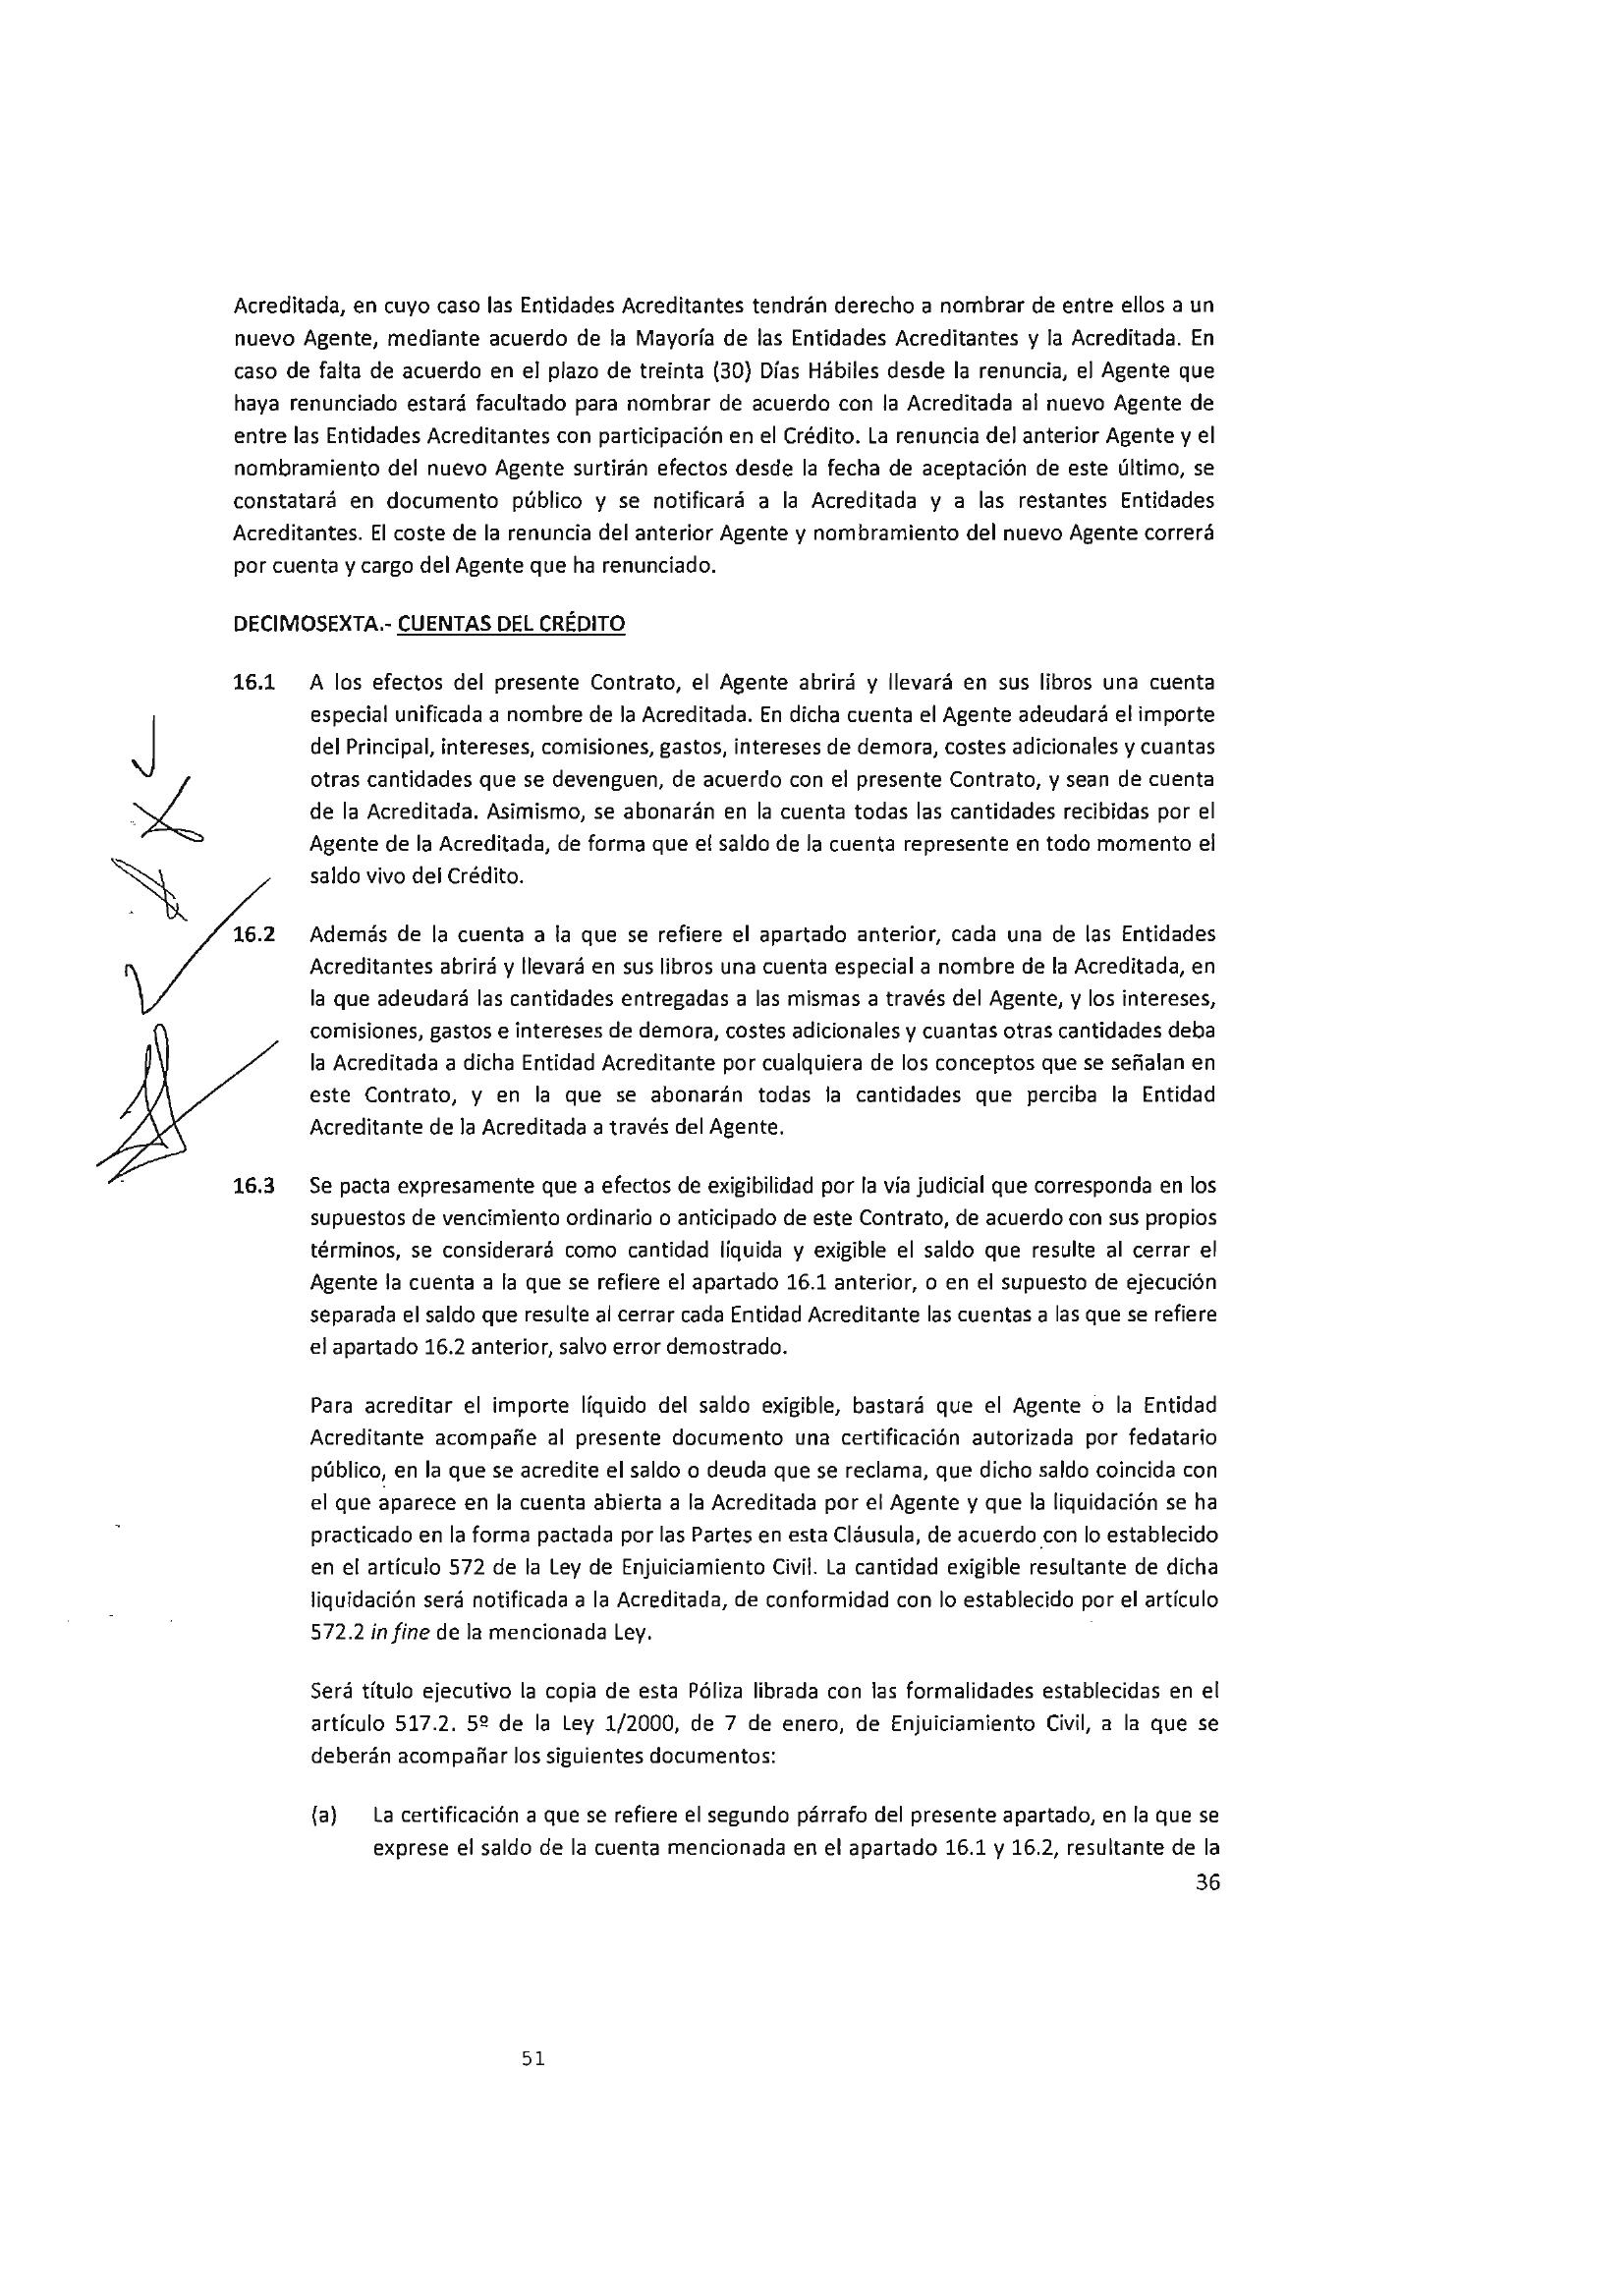 Acreditada, en cuyo caso las Entidades Acreditantes tendrán derecho a nombrar de entre ellos a un
nuevo Agente, mediante acuerdo de la Mayoría de las Entidades Acreditantes y la Acreditada. En
caso de falta de acuerdo en el plazo de treinta (30) Días Hábiles desde la renuncia, el Agente que
haya renunciado estará facultado para nombrar de acuerdo con la Acreditada al nuevo Agente de
entre las Entidades Acreditantes con participación en el Crédito. La renuncia del anterior Agente y el
nombramiento del nuevo Agente surtirán efectos desde la fecha de aceptación de este último, se
constatará en documento público y se notificará a la Acreditada y a las restantes Entidades
Acreditantes. El coste de la renuncia del anterior Agente y nombramiento del nuevo Agente correrá
por cuenta y cargo del Agente que ha renunciado.
DECIMOSEXTA.- CUENTAS DEL CRÉDITO
16.1 A los efectos del presente Contrato, el Agente abrirá y llevará en sus libros una cuenta
especial unificada a nombre de la Acreditada. En dicha cuenta el Agente adeudará el importe
del Principal, intereses, comisiones, gastos, intereses de demora, costes adicionales y cuantas
otras cantidades que se devenguen, de acuerdo con el presente Contrato, y sean de cuenta
de la Acreditada. Asimismo, se abonarán en la cuenta todas las cantidades recibidas por el
Agente de la Acreditada, de forma que el saldo de la cuenta represente en todo momento el
saldo vivo del Crédito.
16.2 Además de la cuenta a la que se refiere el apartado anterior, cada una de las Entidades
Acreditantes abrirá y llevará en sus libros una cuenta especial a nombre de la Acreditada, en
la que adeudará las cantidades entregadas a las mismas a través del Agente, y los intereses,
comisiones, gastos e intereses de demora, costes adicionales y cuantas otras cantidades deba
la Acreditada a dicha Entidad Acreditante por cualquiera de los conceptos que se señalan en
este Contrato, y en la que se abonarán todas la cantidades que perciba la Entidad
Acreditante de la Acreditada a través del Agente.
16.3 Se pacta expresamente que a efectos de exigibilidad por la vía judicial que corresponda en los
supuestos de vencimiento ordinario o anticipado de este Contrato, de acuerdo con sus propios
términos, se considerará como cantidad líquida y exigible el saldo que resulte al cerrar el
Agente la cuenta a la que se refiere el apartado 16.1 anterior, o en el supuesto de ejecución
separada el saldo que resulte al cerrar cada Entidad Acreditante las cuentas a las que se refiere
el apartado 16.2 anterior, salvo error demostrado.
Para acreditar el importe líquido del saldo exigible, bastará que el Agente o la Entidad
Acreditante acompañe al presente documento una certificación autorizada por fedatario
público, en la que se acredite el saldo o deuda que se reclama, que dicho saldo coincida con
el que aparece en la cuenta abierta a la Acreditada por el Agente y que la liquidación se ha
practicado en la forma pactada por las Partes en esta Cláusula, de acuerdo con lo establecido
en el artículo 572 de la Ley de Enjuiciamiento Civil. La cantidad exigible resultante de dicha
liquidación será notificada a la Acreditada, de conformidad con lo establecido por el artículo
572.2 in fine de la mencionada Ley.
Será título ejecutivo la copia de esta Póliza librada con las formalidades establecidas en el
artículo 517.2. 5º de la Ley 1/2000, de 7 de enero, de Enjuiciamiento Civil, a la que se
deberán acompañar los siguientes documentos:
(a) La certificación a que se refiere el segundo párrafo del presente apartado, en la que se
exprese el saldo de la cuenta mencionada en el apartado 16.1 y 16.2, resultante de la
36
51